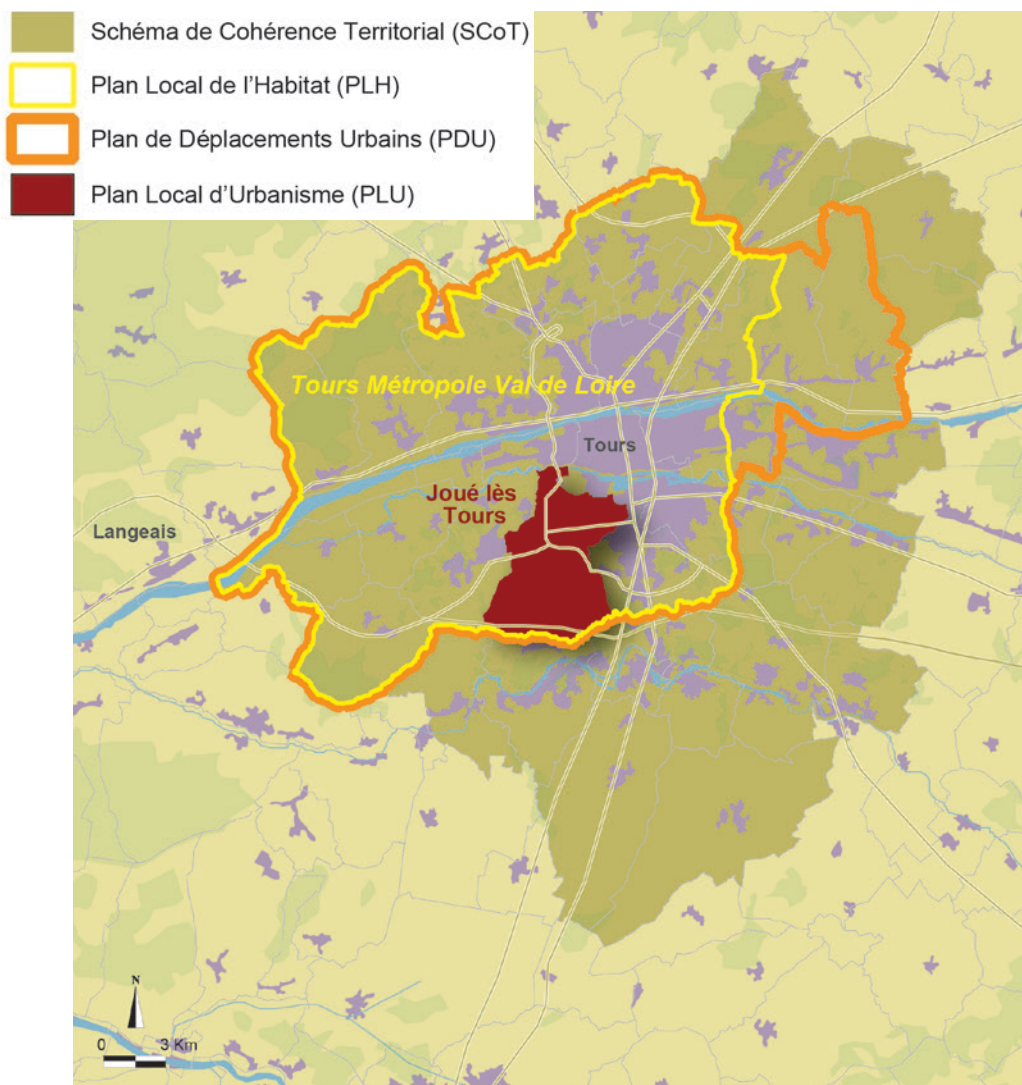 Schéma de Cohérence Territorial (SCoT)
Plan Local de l'Habitat (PLH)
Plan de Déplacements Urbains (PDU)
Plan Local d'Urbanisme (PLU)
Tours Métropole Val de Loire
Tours
Joué lès
Tours
Langeais
N
0 3 Km